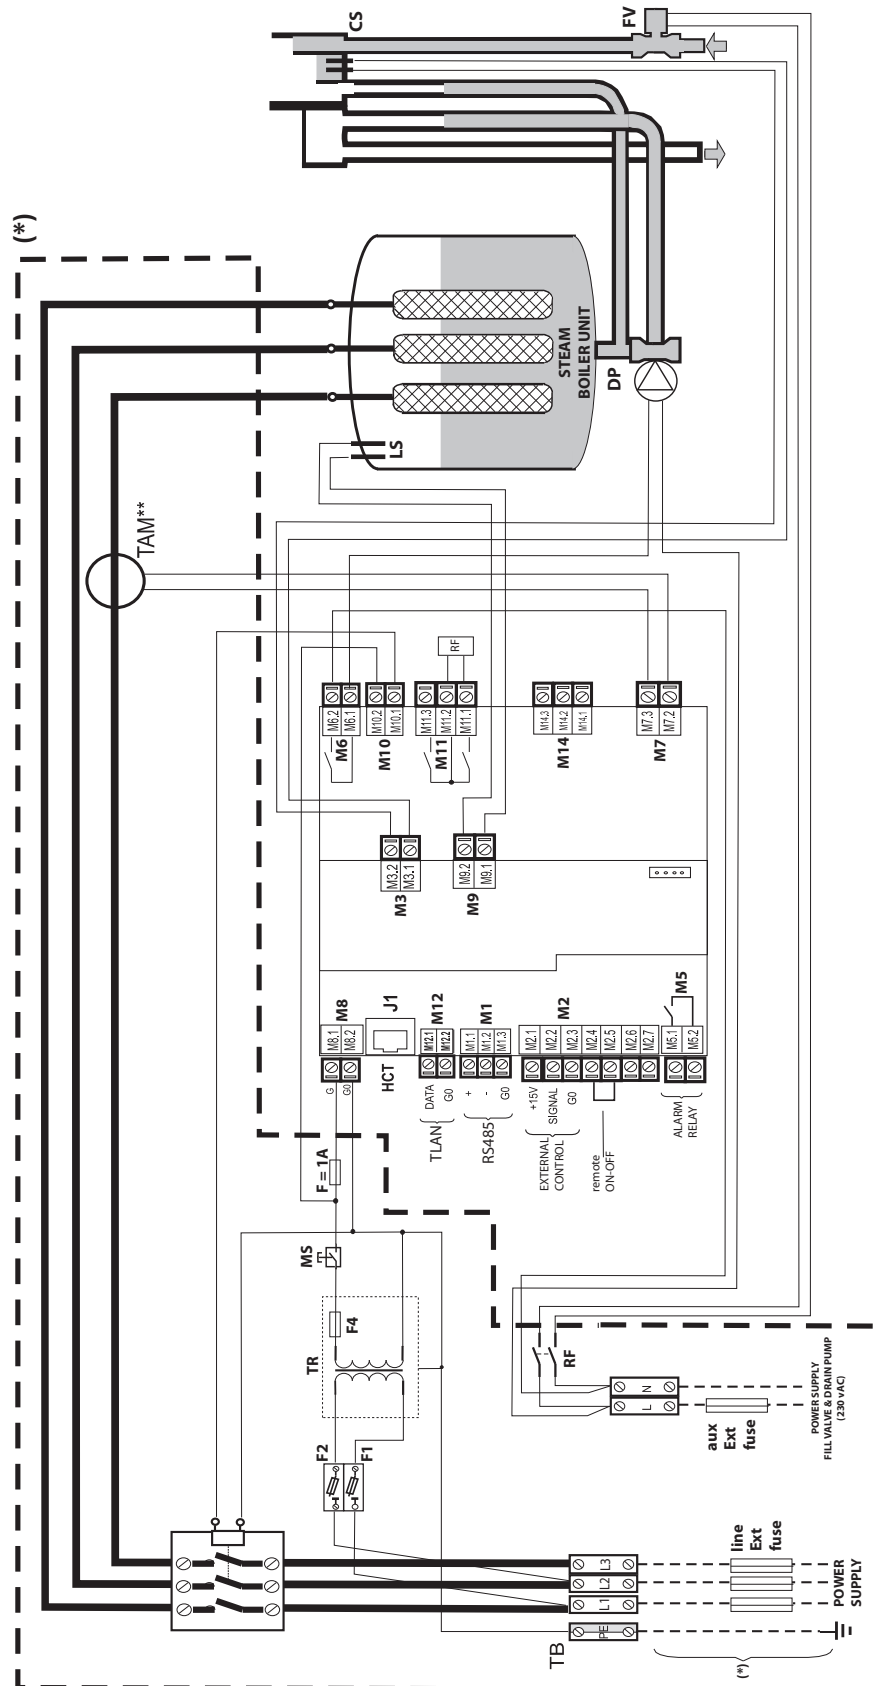 CS
FV
(*)
TAM**
STEAM
BOILER UNIT
LS
DP
RF
M6.2
M6.1
M10.2
M10.1
M11.3
M11.2
M11.1
M14.3
M14.2
M14.1
M7.3
M7.2
M6
M10
M11
M14
M7
M3.2
M3.1
M9.2
M9.1
M3
M9
M8
J1
M12
M1
M2
M5
M8.1
M8.2
M12.1
M12.2
M1.1
M1.2
M1.3
M2.1
M2.2
M2.3
M2.4
M2.5
M2.6
M2.7
M5.1
M5.2
G
G0
HCT
DATA
G0
+
-
G0
+15V
SIGNAL
G0
TLAN
RS485
EXTERNAL
CONTROL
remote
ON-OFF
ALARM
RELAY
F = 1A
MS
F4
TR
F2
F1
RF
N
L
aux
Ext
fuse
POWER SUPPLY
FILL VALVE & DRAIN PUMP
(230 vAC)
L3
L2
L1
PE
TB
line
Ext
fuse
POWER
SUPPLY
(*)